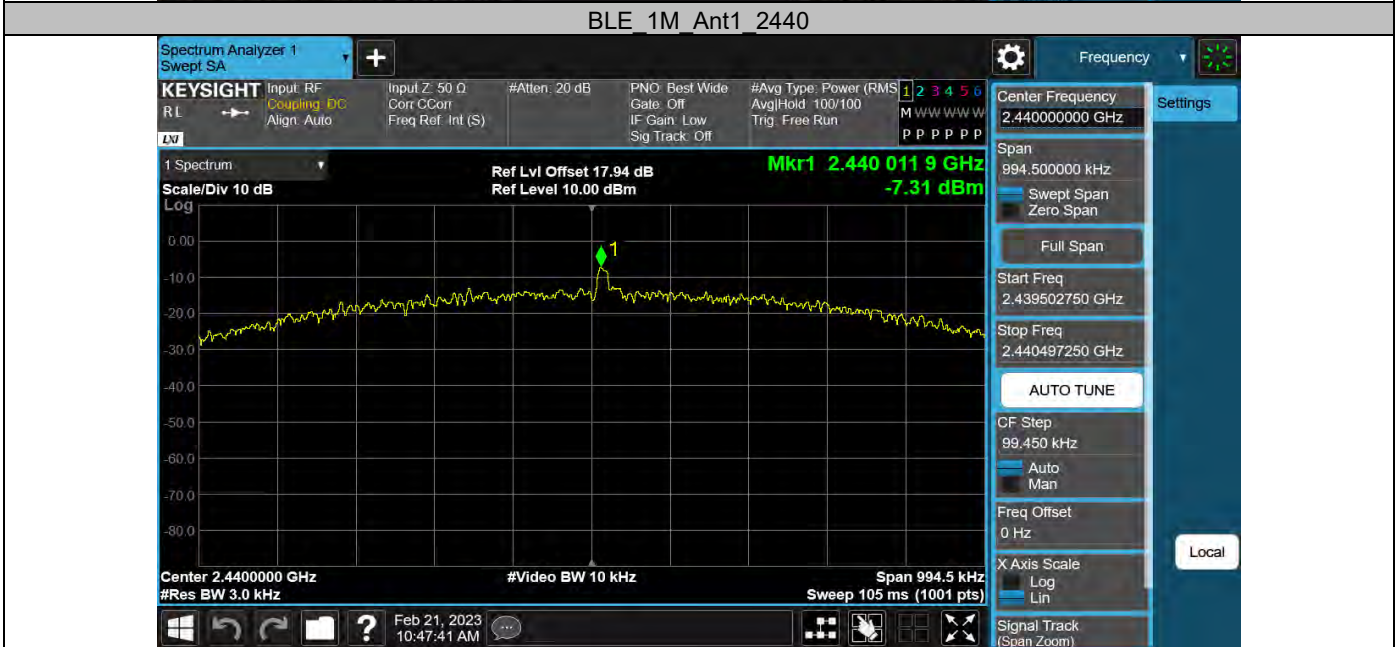 BLE_1M_Ant1_2440
Spectrum Analyzer 1
Swept SA
+
Frequency
KEYSIGHT
RL
LXI
Input: RF
Coupling: DC
Align: Auto
Input Z: 50 Ω
Corr CCorr
Freq Ref: Int (S)
#Atten: 20 dB
PNO: Best Wide
Gate: Off
IF Gain: Low
Sig Track: Off
#Avg Type: Power (RMS
Avg|Hold: 100/100
Trig: Free Run
1 2 3 4 5 6
M W W W W W
P P P P P P
1 Spectrum
Scale/Div 10 dB
Log
Ref Lvl Offset 17.94 dB
Ref Level 10.00 dBm
Mkr1 2.440 011 9 GHz
-7.31 dBm
1
0.00
-10.0
-20.0
-30.0
-40.0
-50.0
-60.0
-70.0
-80.0
Center 2.4400000 GHz
#Res BW 3.0 kHz
#Video BW 10 kHz
Span 994.5 kHz
Sweep 105 ms (1001 pts)
?
Feb 21, 2023
10:47:41 AM
Center Frequency
2.440000000 GHz
Settings
Span
994.500000 kHz
Swept Span
Zero Span
Full Span
Start Freq
2.439502750 GHz
Stop Freq
2.440497250 GHz
AUTO TUNE
CF Step
99.450 kHz
Auto
Man
Freq Offset
0 Hz
X Axis Scale
Log
Lin
Local
Signal Track
(Span Zoom)